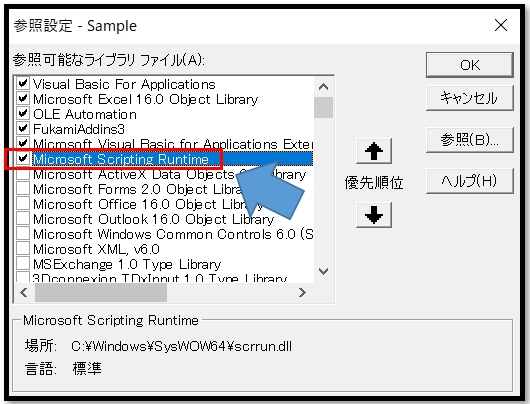 参照設定 - Sample
参照可能なライブラリ ファイル(A):
Visual Basic For Applications
Microsoft Excel 16.0 Object Library
OLE Automation
FukamiAddins3
Microsoft Visual Basic for Applications Exter
Microsoft Scripting Runtime
Microsoft ActiveX Data Objects Library
Microsoft Forms 2.0 Object Library
Microsoft Office 16.0 Object Library
Microsoft Outlook 16.0 Object Library
Microsoft Windows Common Controls 6.0 (S
Microsoft XML, v6.0
MSExchange 1.0 Type Library
3Dconnexion TDxInput 1.0 Type Library
OK
キャンセル
参照(B)...
優先順位
ヘルプ(H)
Microsoft Scripting Runtime
場所: C:¥Windows¥SysWOW64¥scrrun.dll
言語: 標準